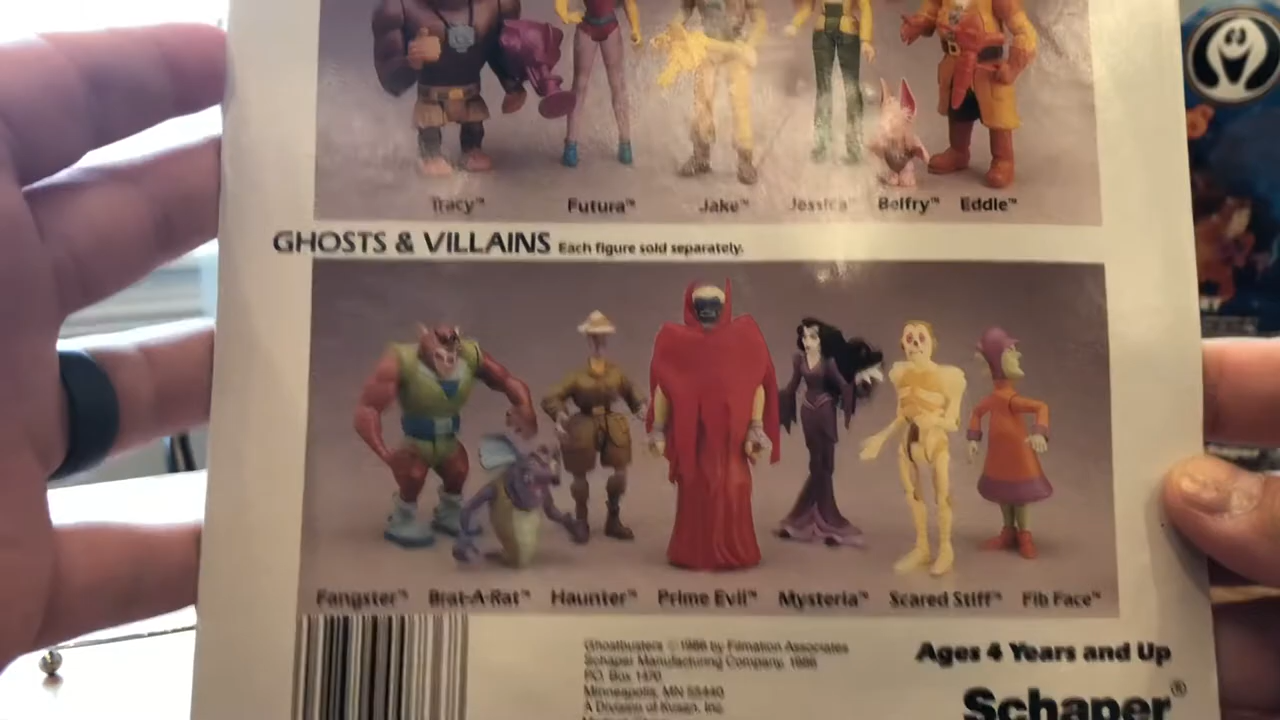 Tracy™ Futura™ Jake™ Jessica™ Belfry™ Eddie™
GHOSTS & VILLAINS Each figure sold separately.
Fangster™ Brat-A-Rat™ Haunter™ Prime Evil™ Mysteria™ Scared Stiff™ Fib Face™
Ghostbusters © 1986 by Filmation Associates
Schaper Manufacturing Company, 1986
P.O. Box 1470
Minneapolis, MN 55440
A Division of Kusan, Inc.
Ages 4 Years and Up
Schaper®